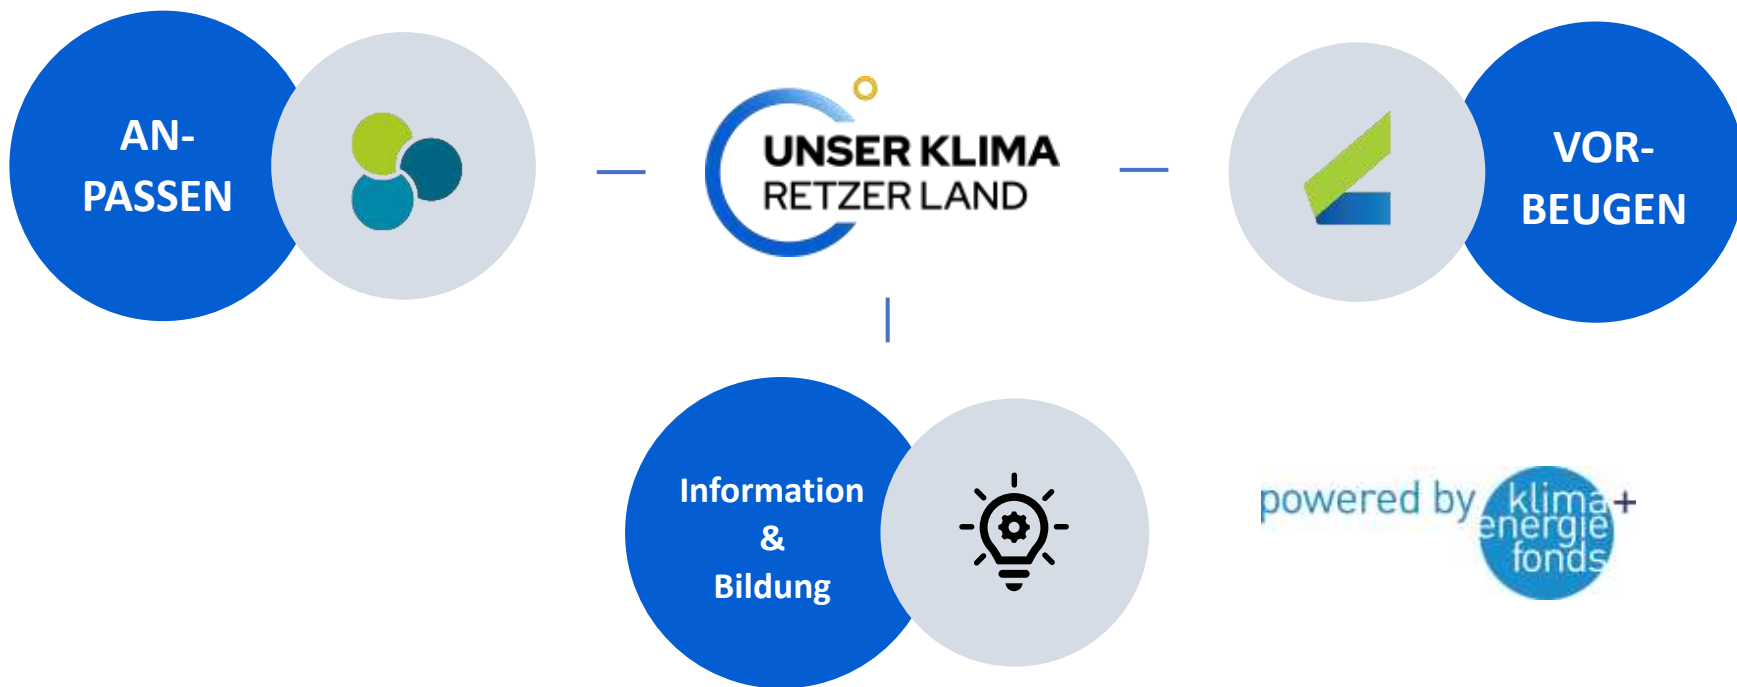 AN-
PASSEN
UNSER KLIMA
RETZER LAND
VOR-
BEUGEN
Information
&
Bildung
powered by klima+
energie
fonds